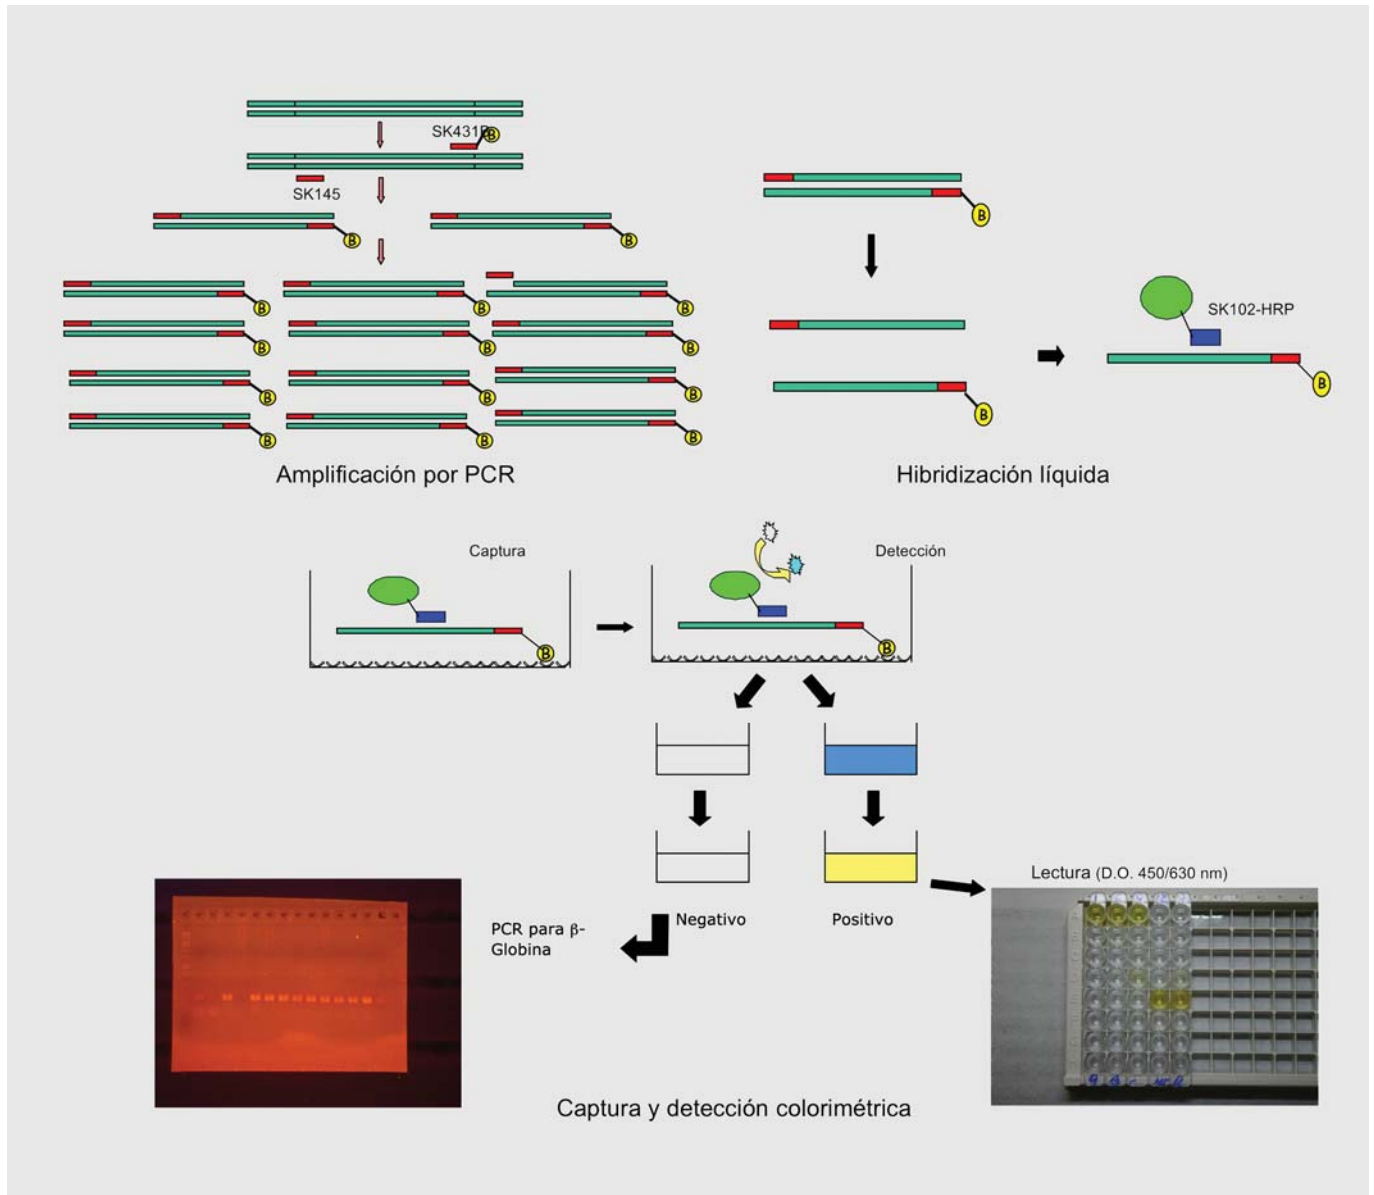 SK431B
B
SK145
B
B
B
B
B
B
B
B
B
B
B
B
B
B
Amplificación por PCR
B
B
SK102-HRP
B
Hibridización líquida
Captura
B
Detección
B
Negativo
Positivo
PCR para β-
Globina
Lectura (D.O. 450/630 nm)
Captura y detección colorimétrica